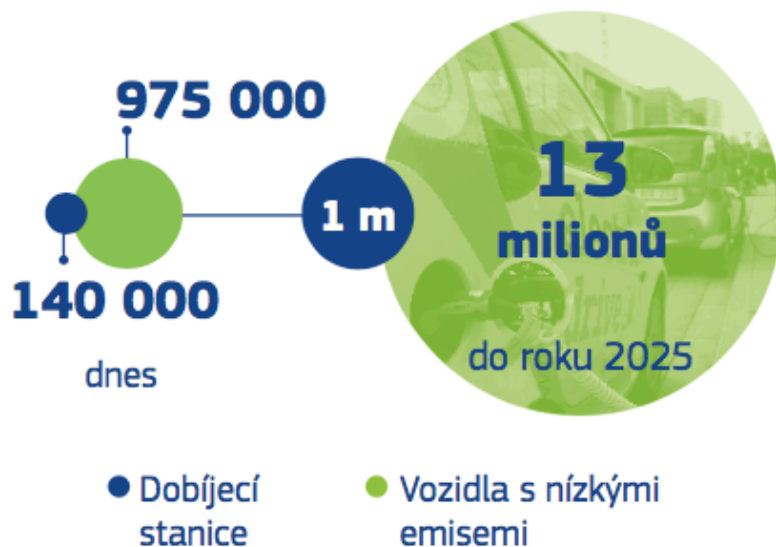 975 000
140 000
dnes
1 m
13
milionů
do roku 2025
Dobíjecí
stanice
Vozidla s nízkými
emisemi